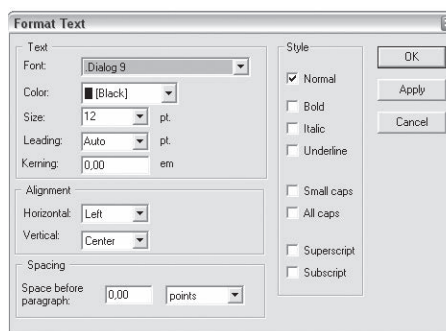 Format Text
Text
Font: .Dialog 9
Color: [Black]
Size: 12 pt.
Leading: Auto pt.
Kerning: 0,00 em
Alignment
Horizontal: Left
Vertical: Center
Spacing
Space before
paragraph: 0,00 points
Style
Normal
Bold
Italic
Underline
Small caps
All caps
Superscript
Subscript
OK
Apply
Cancel